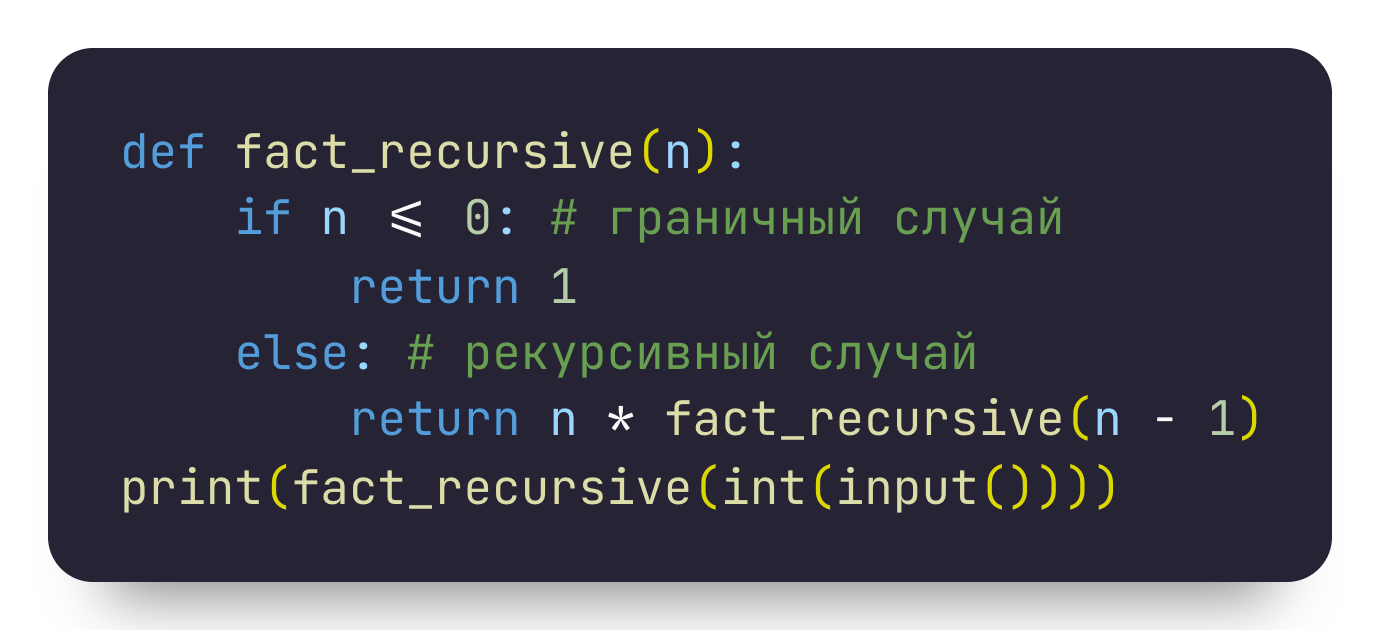 def fact_recursive(n):
    if n <= 0: # граничный случай
        return 1
    else: # рекурсивный случай
        return n * fact_recursive(n - 1)
print(fact_recursive(int(input())))